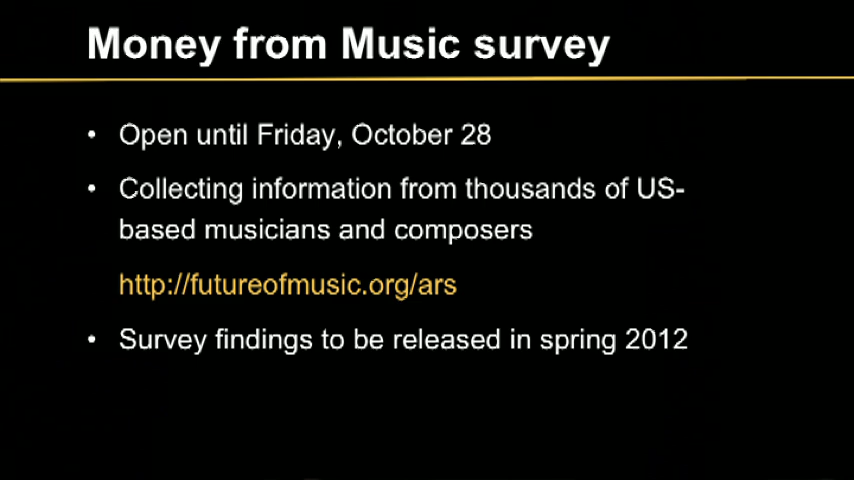 Money from Music survey
• Open until Friday, October 28
• Collecting information from thousands of US-
based musicians and composers
http://futureofmusic.org/ars
• Survey findings to be released in spring 2012